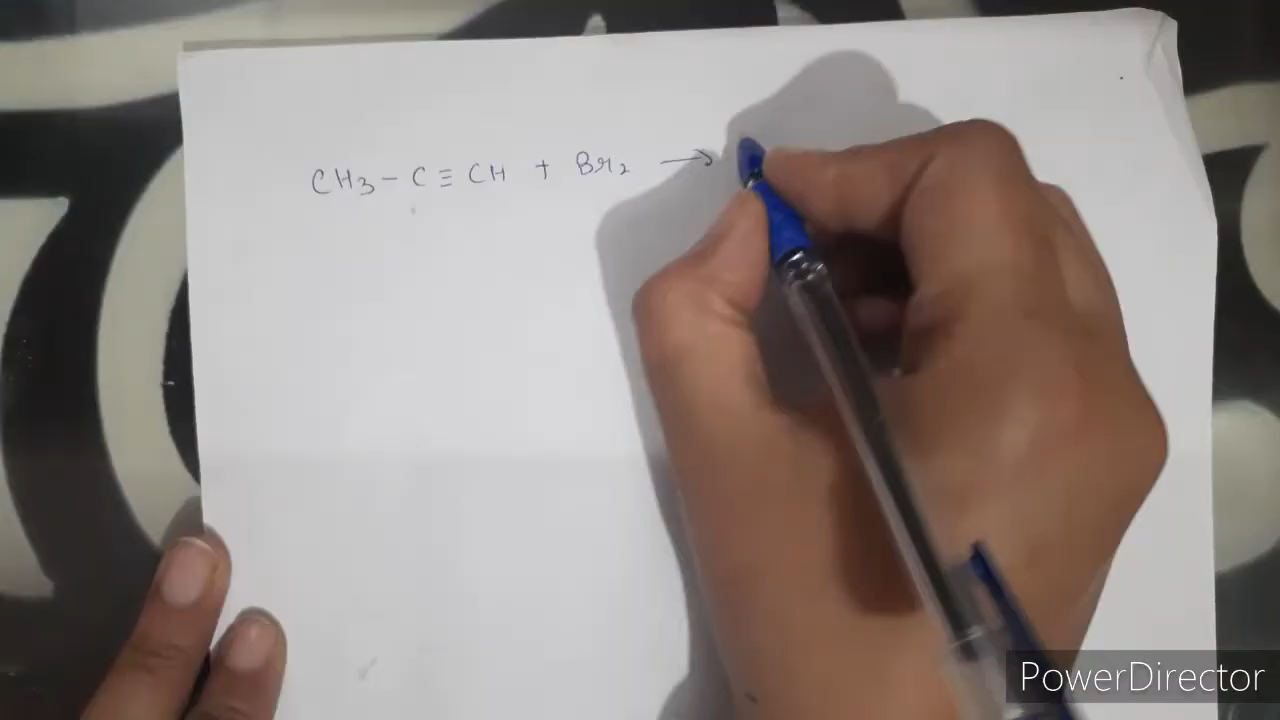 CH3 - C ≡ CH + Br2 →
PowerDirector